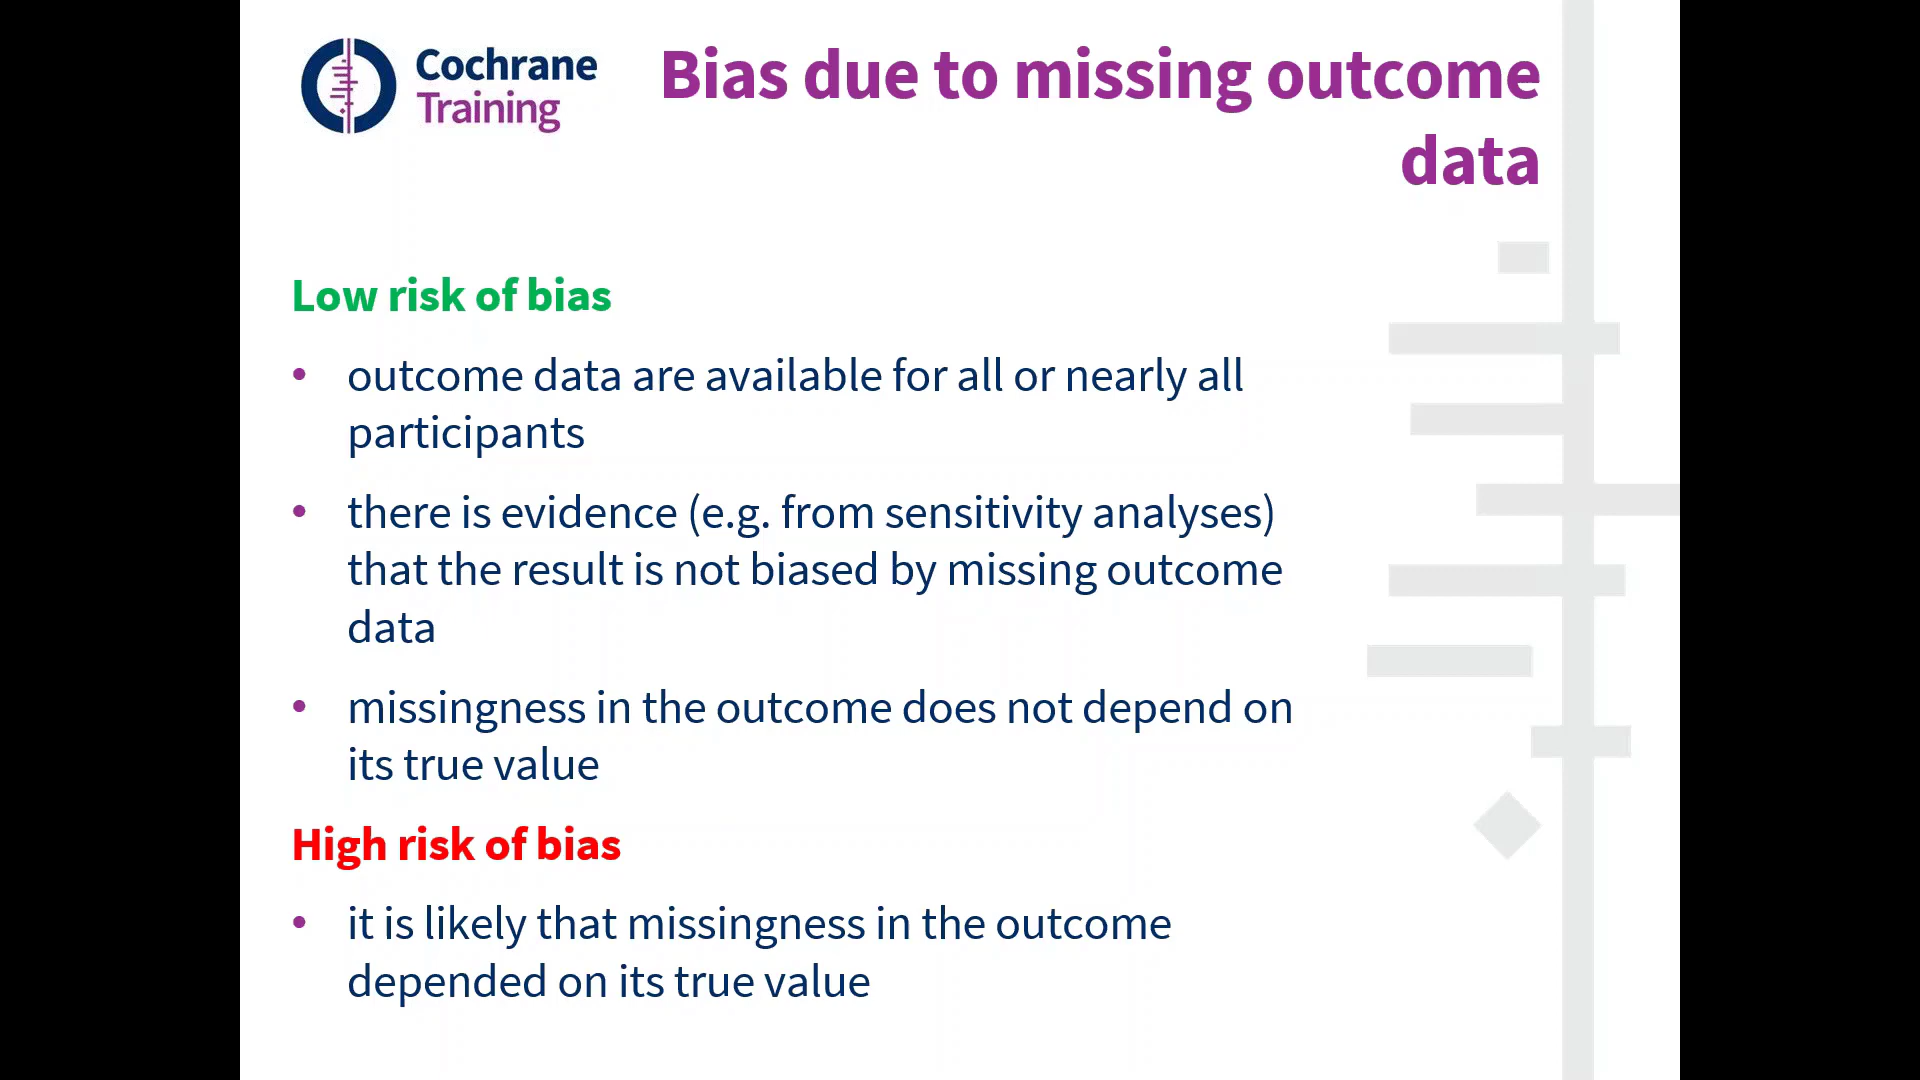 Cochrane
Training
Bias due to missing outcome
data
Low risk of bias
• outcome data are available for all or nearly all
participants
• there is evidence (e.g. from sensitivity analyses)
that the result is not biased by missing outcome
data
• missingness in the outcome does not depend on
its true value
High risk of bias
• it is likely that missingness in the outcome
depended on its true value